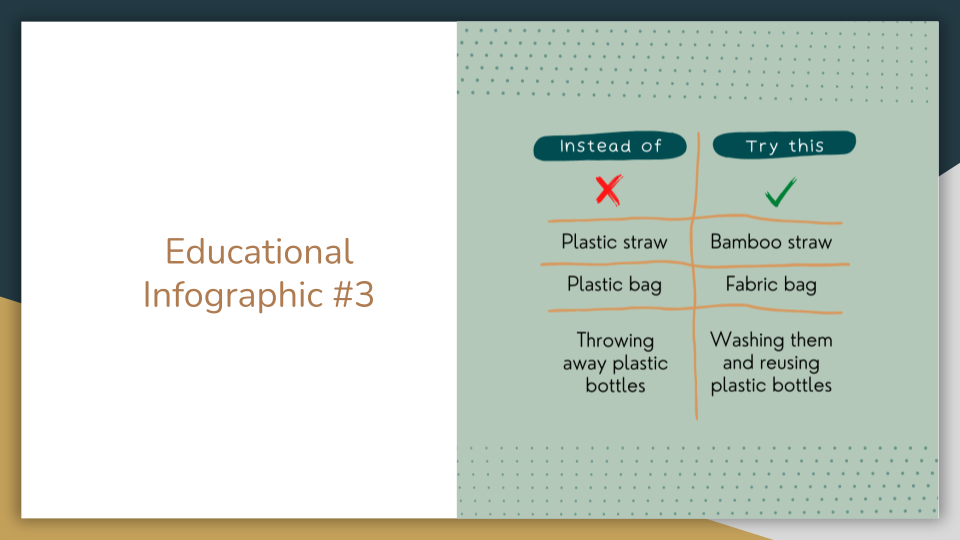 Educational
Infographic #3
Instead of
Try this
Plastic straw
Bamboo straw
Plastic bag
Fabric bag
Throwing
away plastic
bottles
Washing them
and reusing
plastic bottles